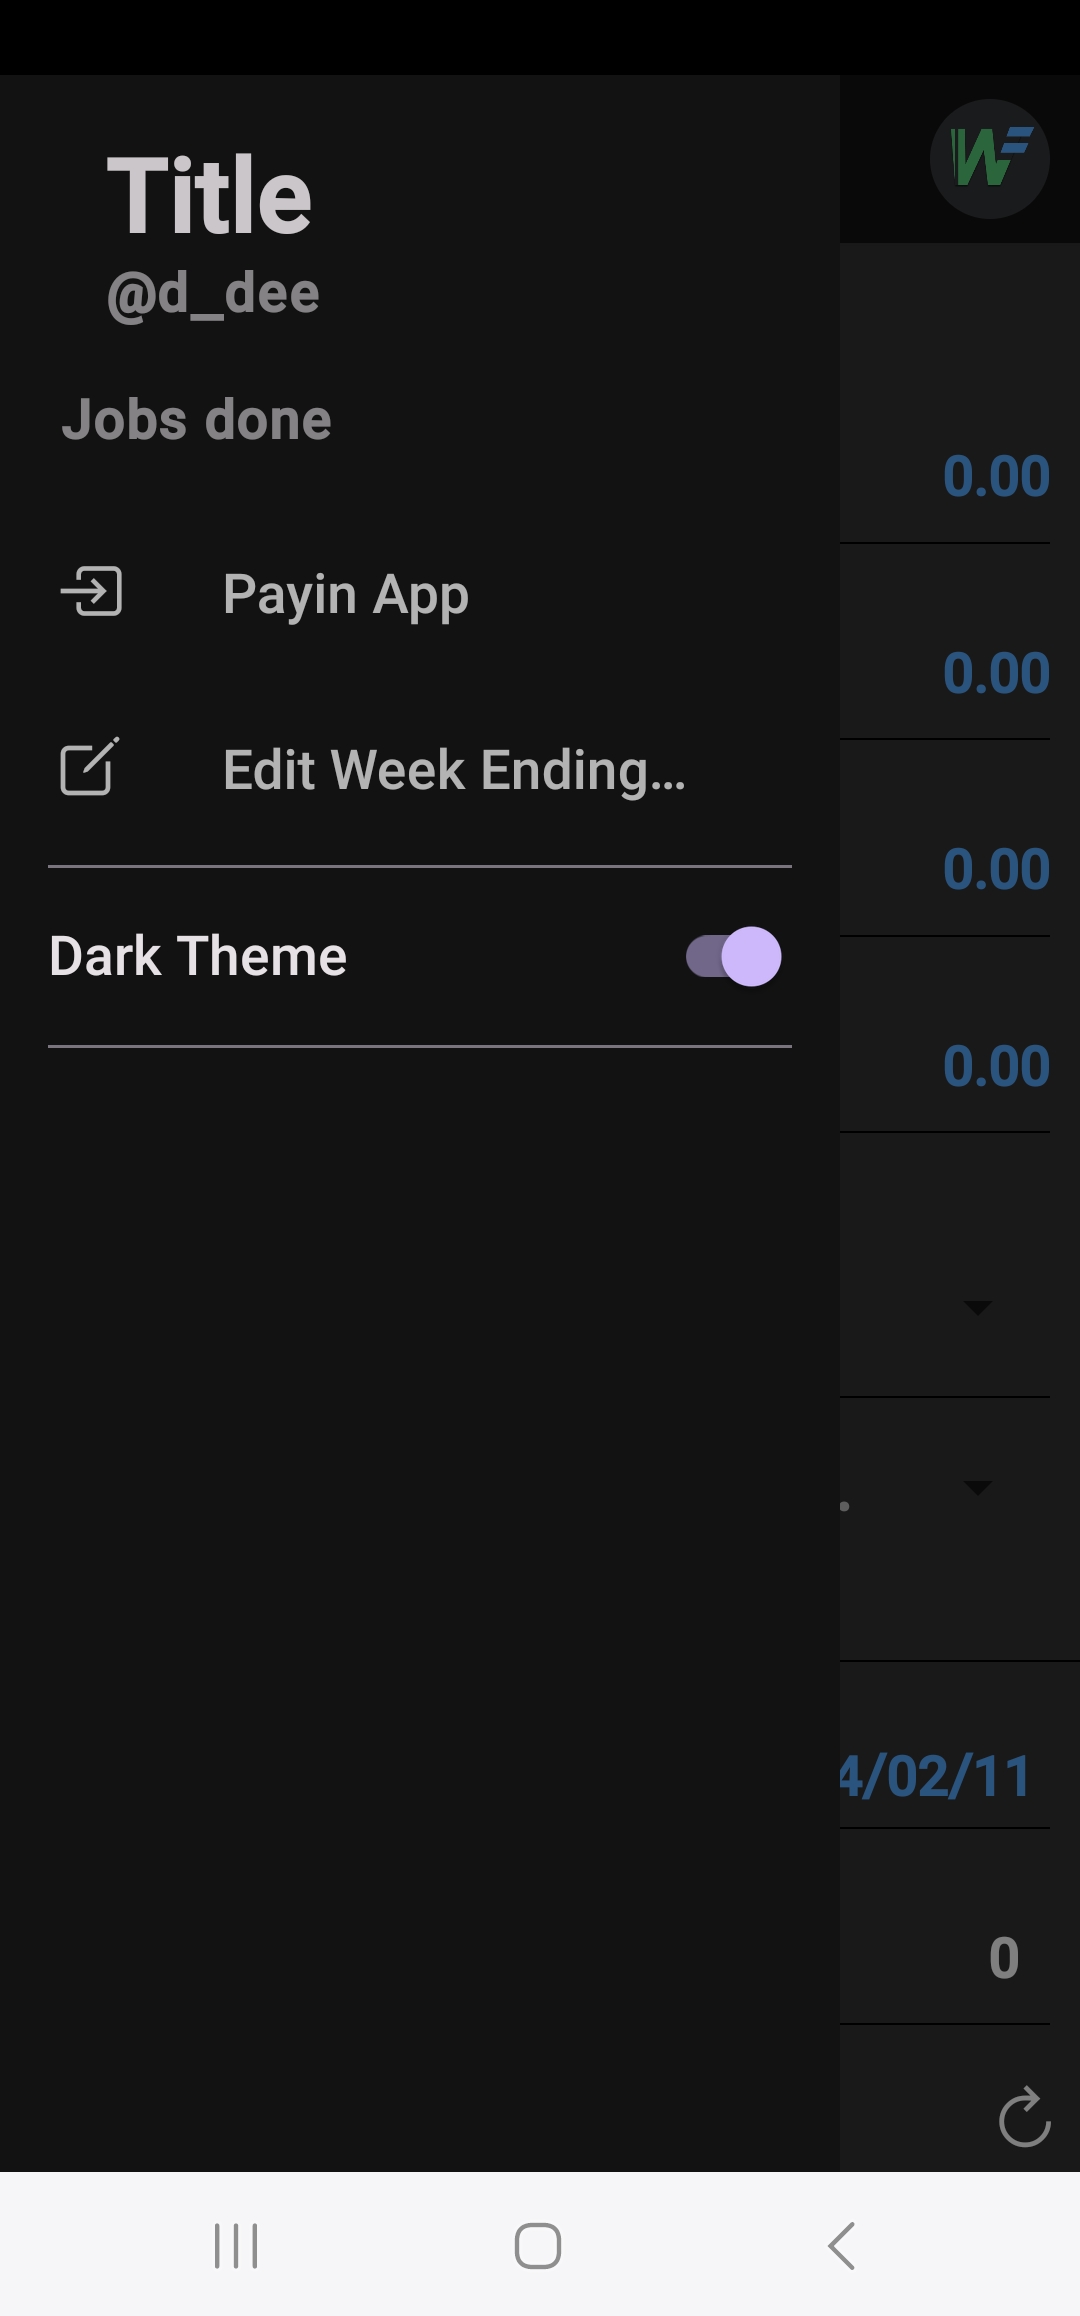 Title
@d_dee
Jobs done
0.00
Payin App
0.00
Edit Week Ending...
0.00
Dark Theme
0.00
.
4/02/11
0